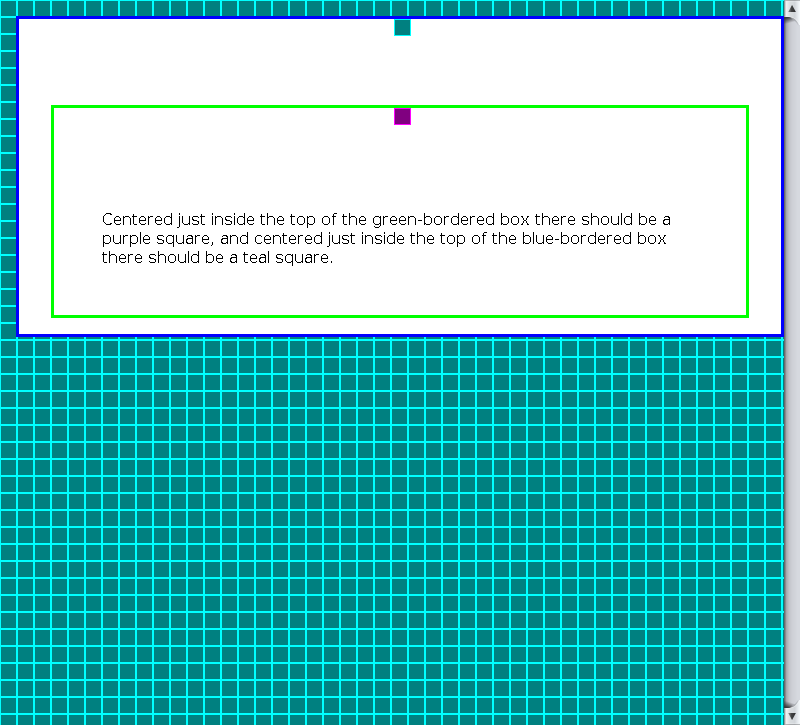 Centered just inside the top of the green-bordered box there should be a
purple square, and centered just inside the top of the blue-bordered box
there should be a teal square.